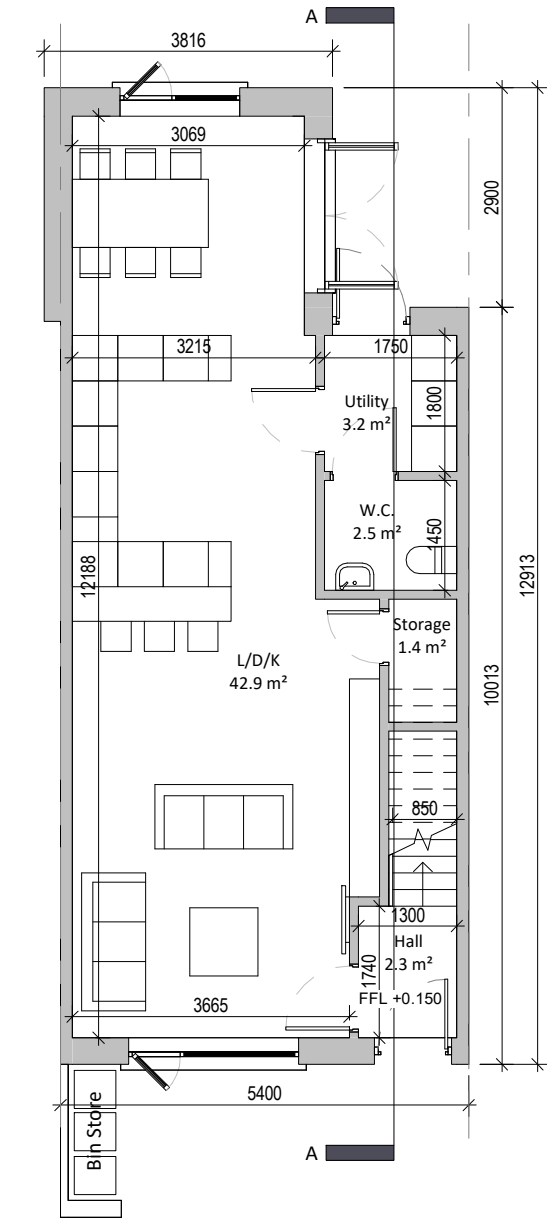 A
3816
3069
2900
3215
1750
Utility
3.2 m²
1800
W.C.
2.5 m²
1450
12188
12913
Storage
1.4 m²
L/D/K
42.9 m²
10013
850
1300
Hall
2.3 m²
1740
FFL +0.150
3665
5400
Bin Store
A